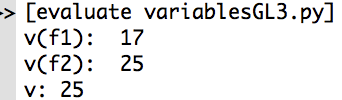 >> [evaluate variablesGL3.py]
v(f1):  17
v(f2):  25
v: 25